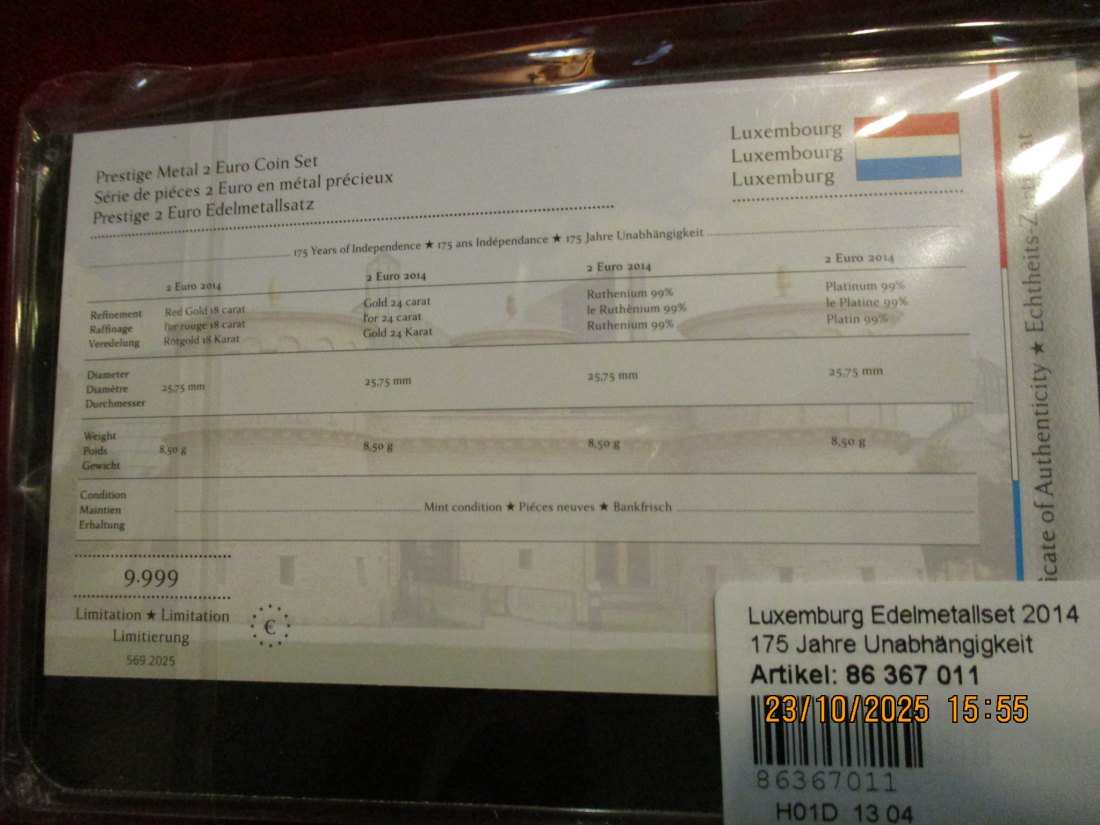 Prestige Metal 2 Euro Coin Set
Série de piéces 2 Euro en métal précieux
Prestige 2 Euro Edelmetallsatz
Luxembourg
Luxembourg
Luxemburg
175 Years of Independence ★ 175 ans Indépendance ★ 175 Jahre Unabhängigkeit
2 Euro 2014 2 Euro 2014 2 Euro 2014 2 Euro 2014
Refinement Red Gold 18 carat Gold 24 carat Ruthenium 99% Platinum 99%
Raffinage l'or rouge 18 carat l'or 24 carat le Ruthènium 99% le Platine 99%
Veredelung Rotgold 18 Karat Gold 24 Karat Ruthenium 99% Platin 99%
Diameter
Diamètre 25,75 mm 25,75 mm 25,75 mm 25,75 mm
Durchmesser
Weight
Poids 8,50 g 8,50 g 8,50 g 8,50 g
Gewicht
Condition
Maintien Mint condition ★ Piéces neuves ★ Bankfrisch
Erhaltung
9.999
Limitation ★ Limitation
Limitierung
569.2025
€
icate of Authenticity ★ Echtheits-Z
Luxemburg Edelmetallset 2014
175 Jahre Unabhängigkeit
Artikel: 86 367 011
23/10/2025 15:55
86367011
H01D 13 04